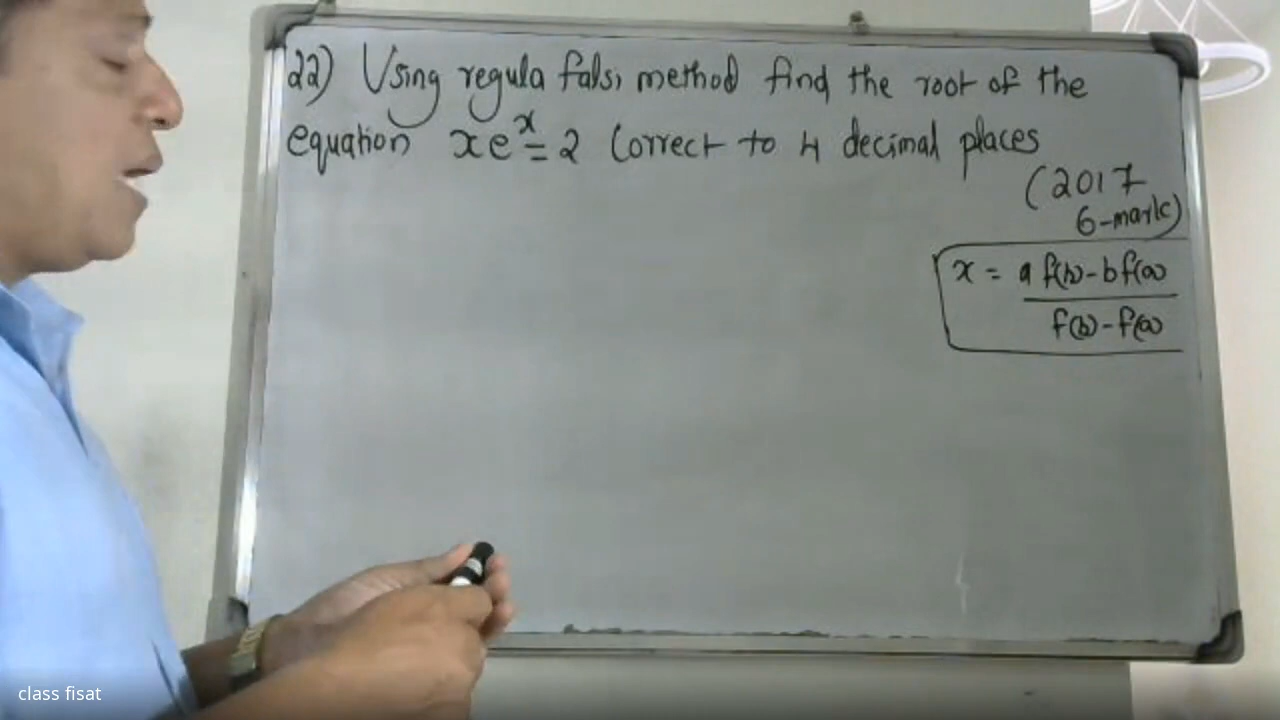 22) Using regula falsi method find the root of the
equation xe^x = 2 Correct to 4 decimal places
(2017
6-mark)
x = a f(b) - b f(a)
f(b) - f(a)
class fisat